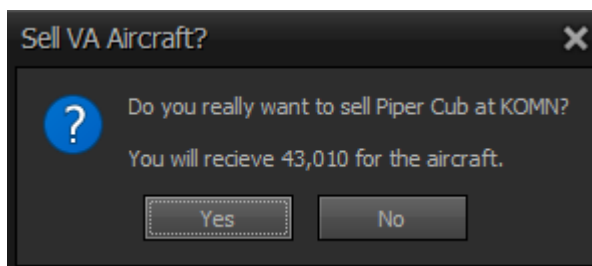 Sell VA Aircraft?
Do you really want to sell Piper Cub at KOMN?
You will recieve 43,010 for the aircraft.
Yes
No